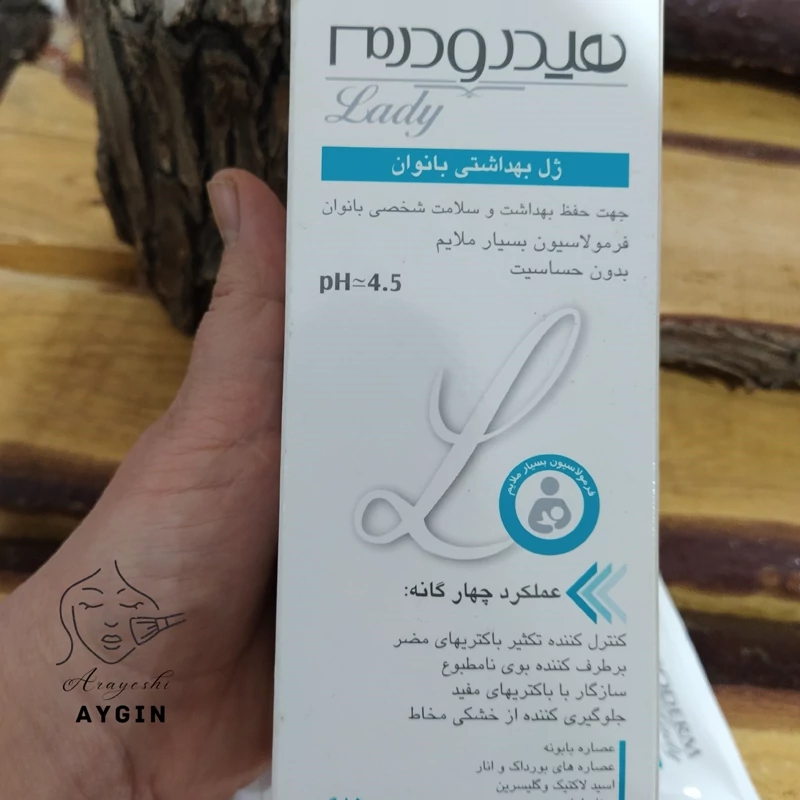 هیدرودرم
Lady
ژل بهداشتی بانوان
جهت حفظ بهداشت و سلامت شخصی بانوان
فرمولاسیون بسیار ملایم
بدون حساسیت
pH≃4.5
فرمولاسیون بسیار ملایم
عملکرد چهار گانه:
کنترل کننده تکثیر باکتریهای مضر
برطرف کننده بوی نامطبوع
سازگار با باکتریهای مفید
جلوگیری کننده از خشکی مخاط
عصاره بابونه
عصاره های بورداک و انار
اسید لاکتیک وگلیسرین
Arayeshi
AYGIN
Lady